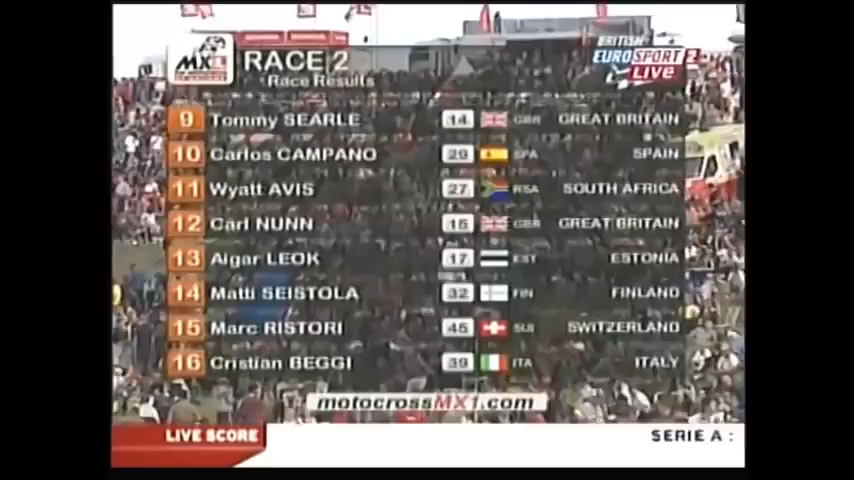 MX1
RACE 2
Race Results
BRITISH
EUROSPORT 2
LIVE
9 Tommy SEARLE 14 GBR GREAT BRITAIN
10 Carlos CAMPANO 29 SPA SPAIN
11 Wyatt AVIS 27 RSA SOUTH AFRICA
12 Carl NUNN 15 GBR GREAT BRITAIN
13 Aigar LEOK 17 EST ESTONIA
14 Matti SEISTOLA 32 FIN FINLAND
15 Marc RISTORI 45 SUI SWITZERLAND
16 Cristian BEGGI 39 ITA ITALY
motocrossMX1.com
LIVE SCORE
SERIE A :